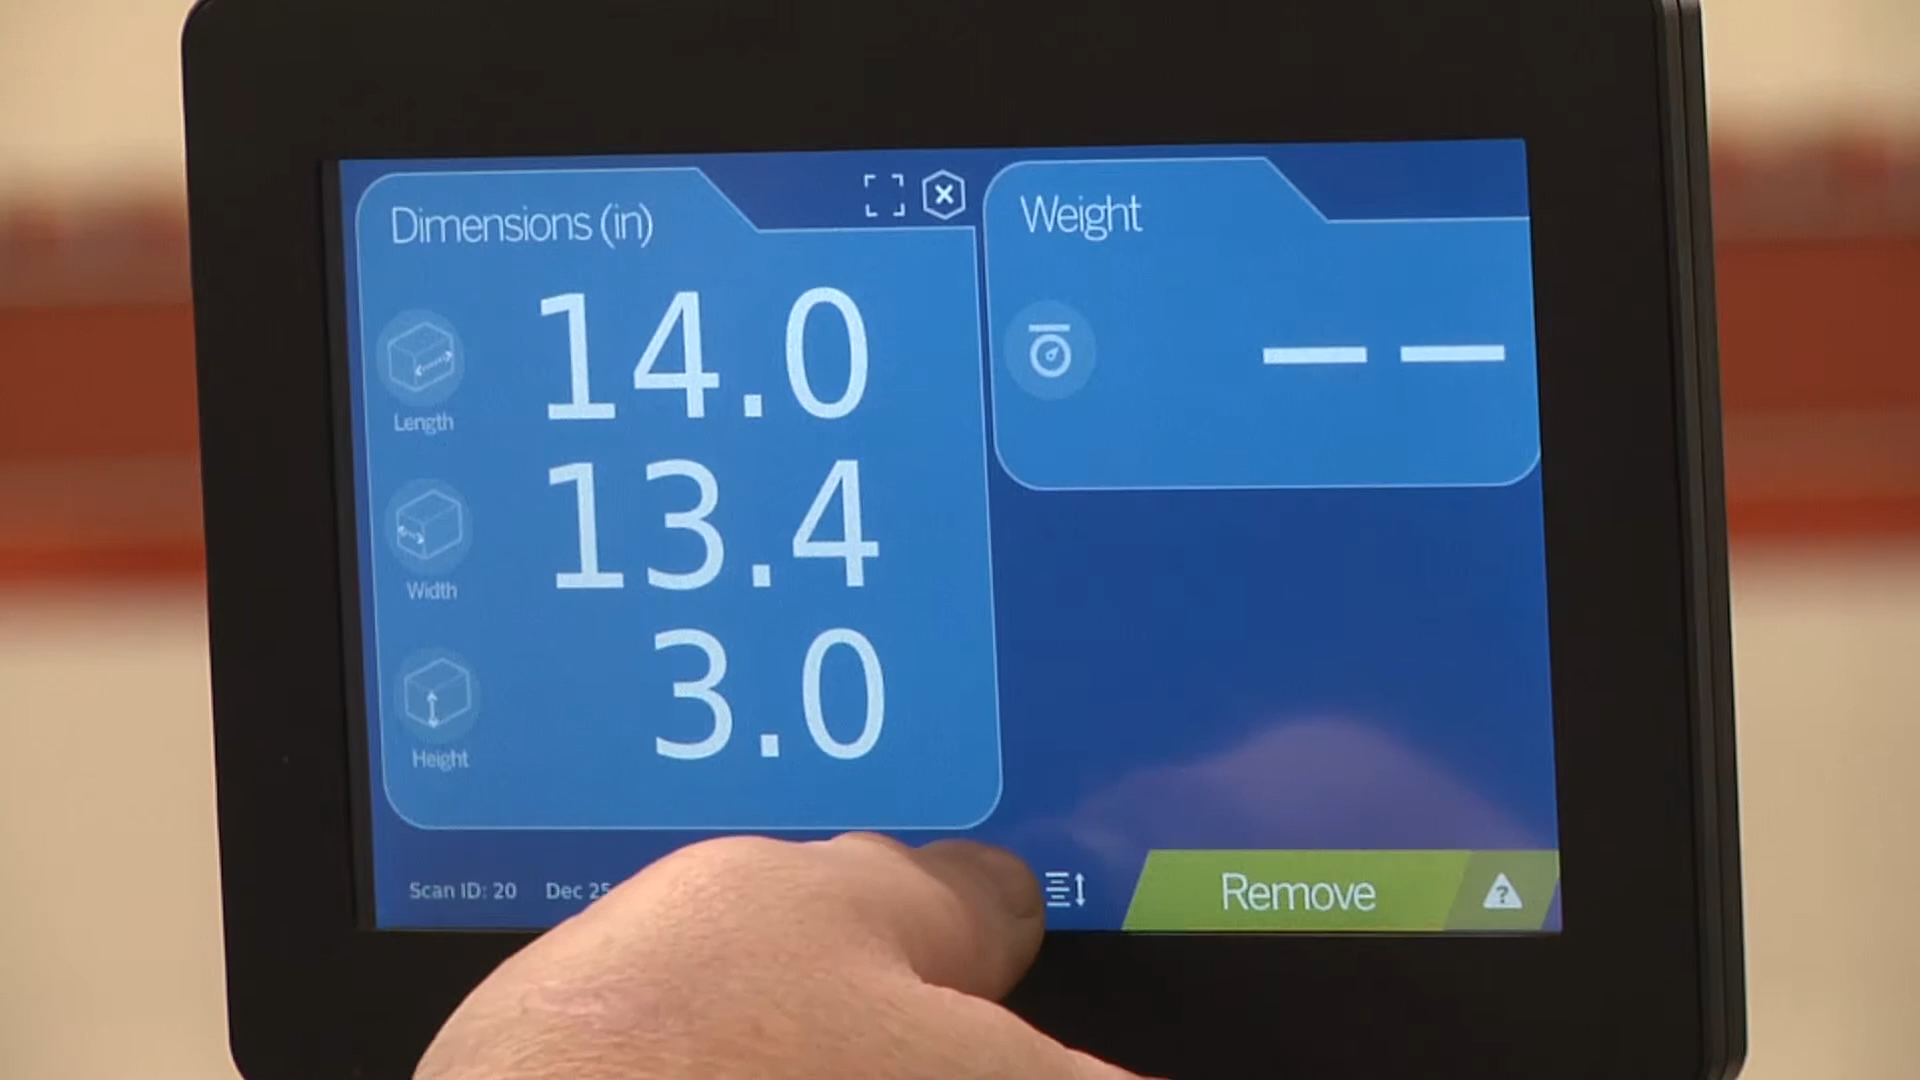 Dimensions (in)
14.0
Length
13.4
Width
3.0
Height
Weight
— —
Scan ID: 20 Dec 25
Remove